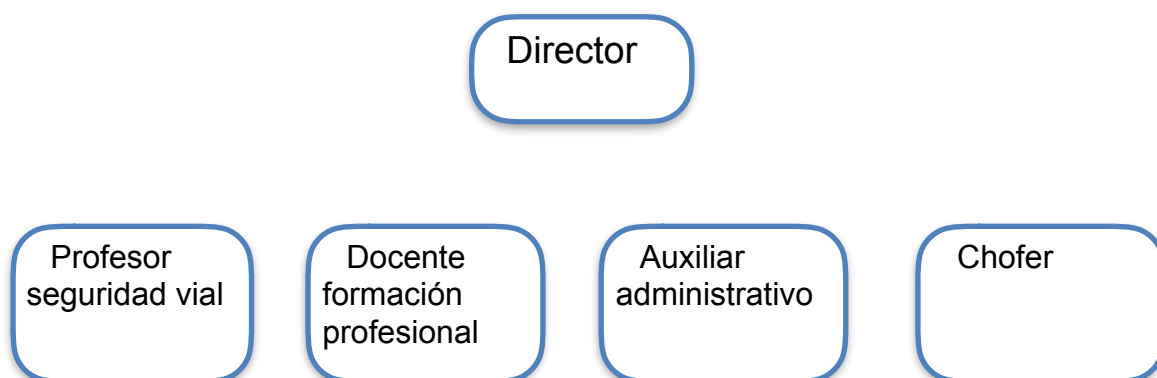 Director
Profesor
seguridad vial
Docente
formación
profesional
Auxiliar
administrativo
Chofer